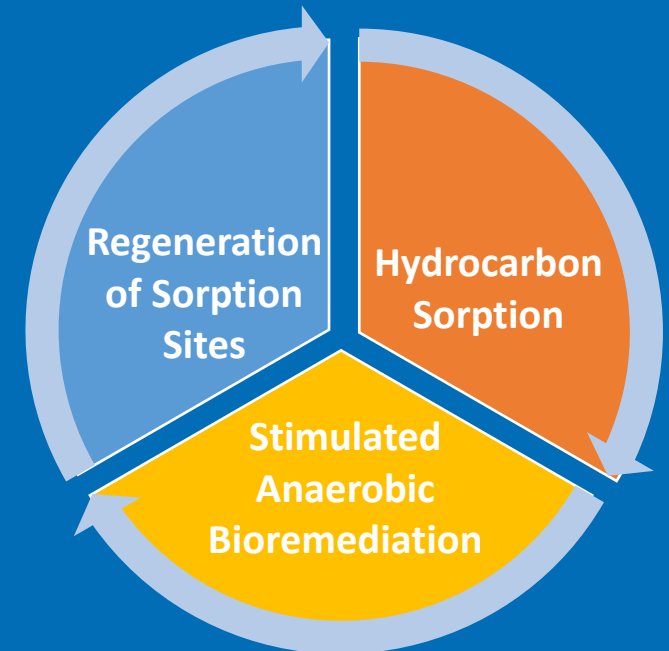 Regeneration
of Sorption
Sites
Hydrocarbon
Sorption
Stimulated
Anaerobic
Bioremediation